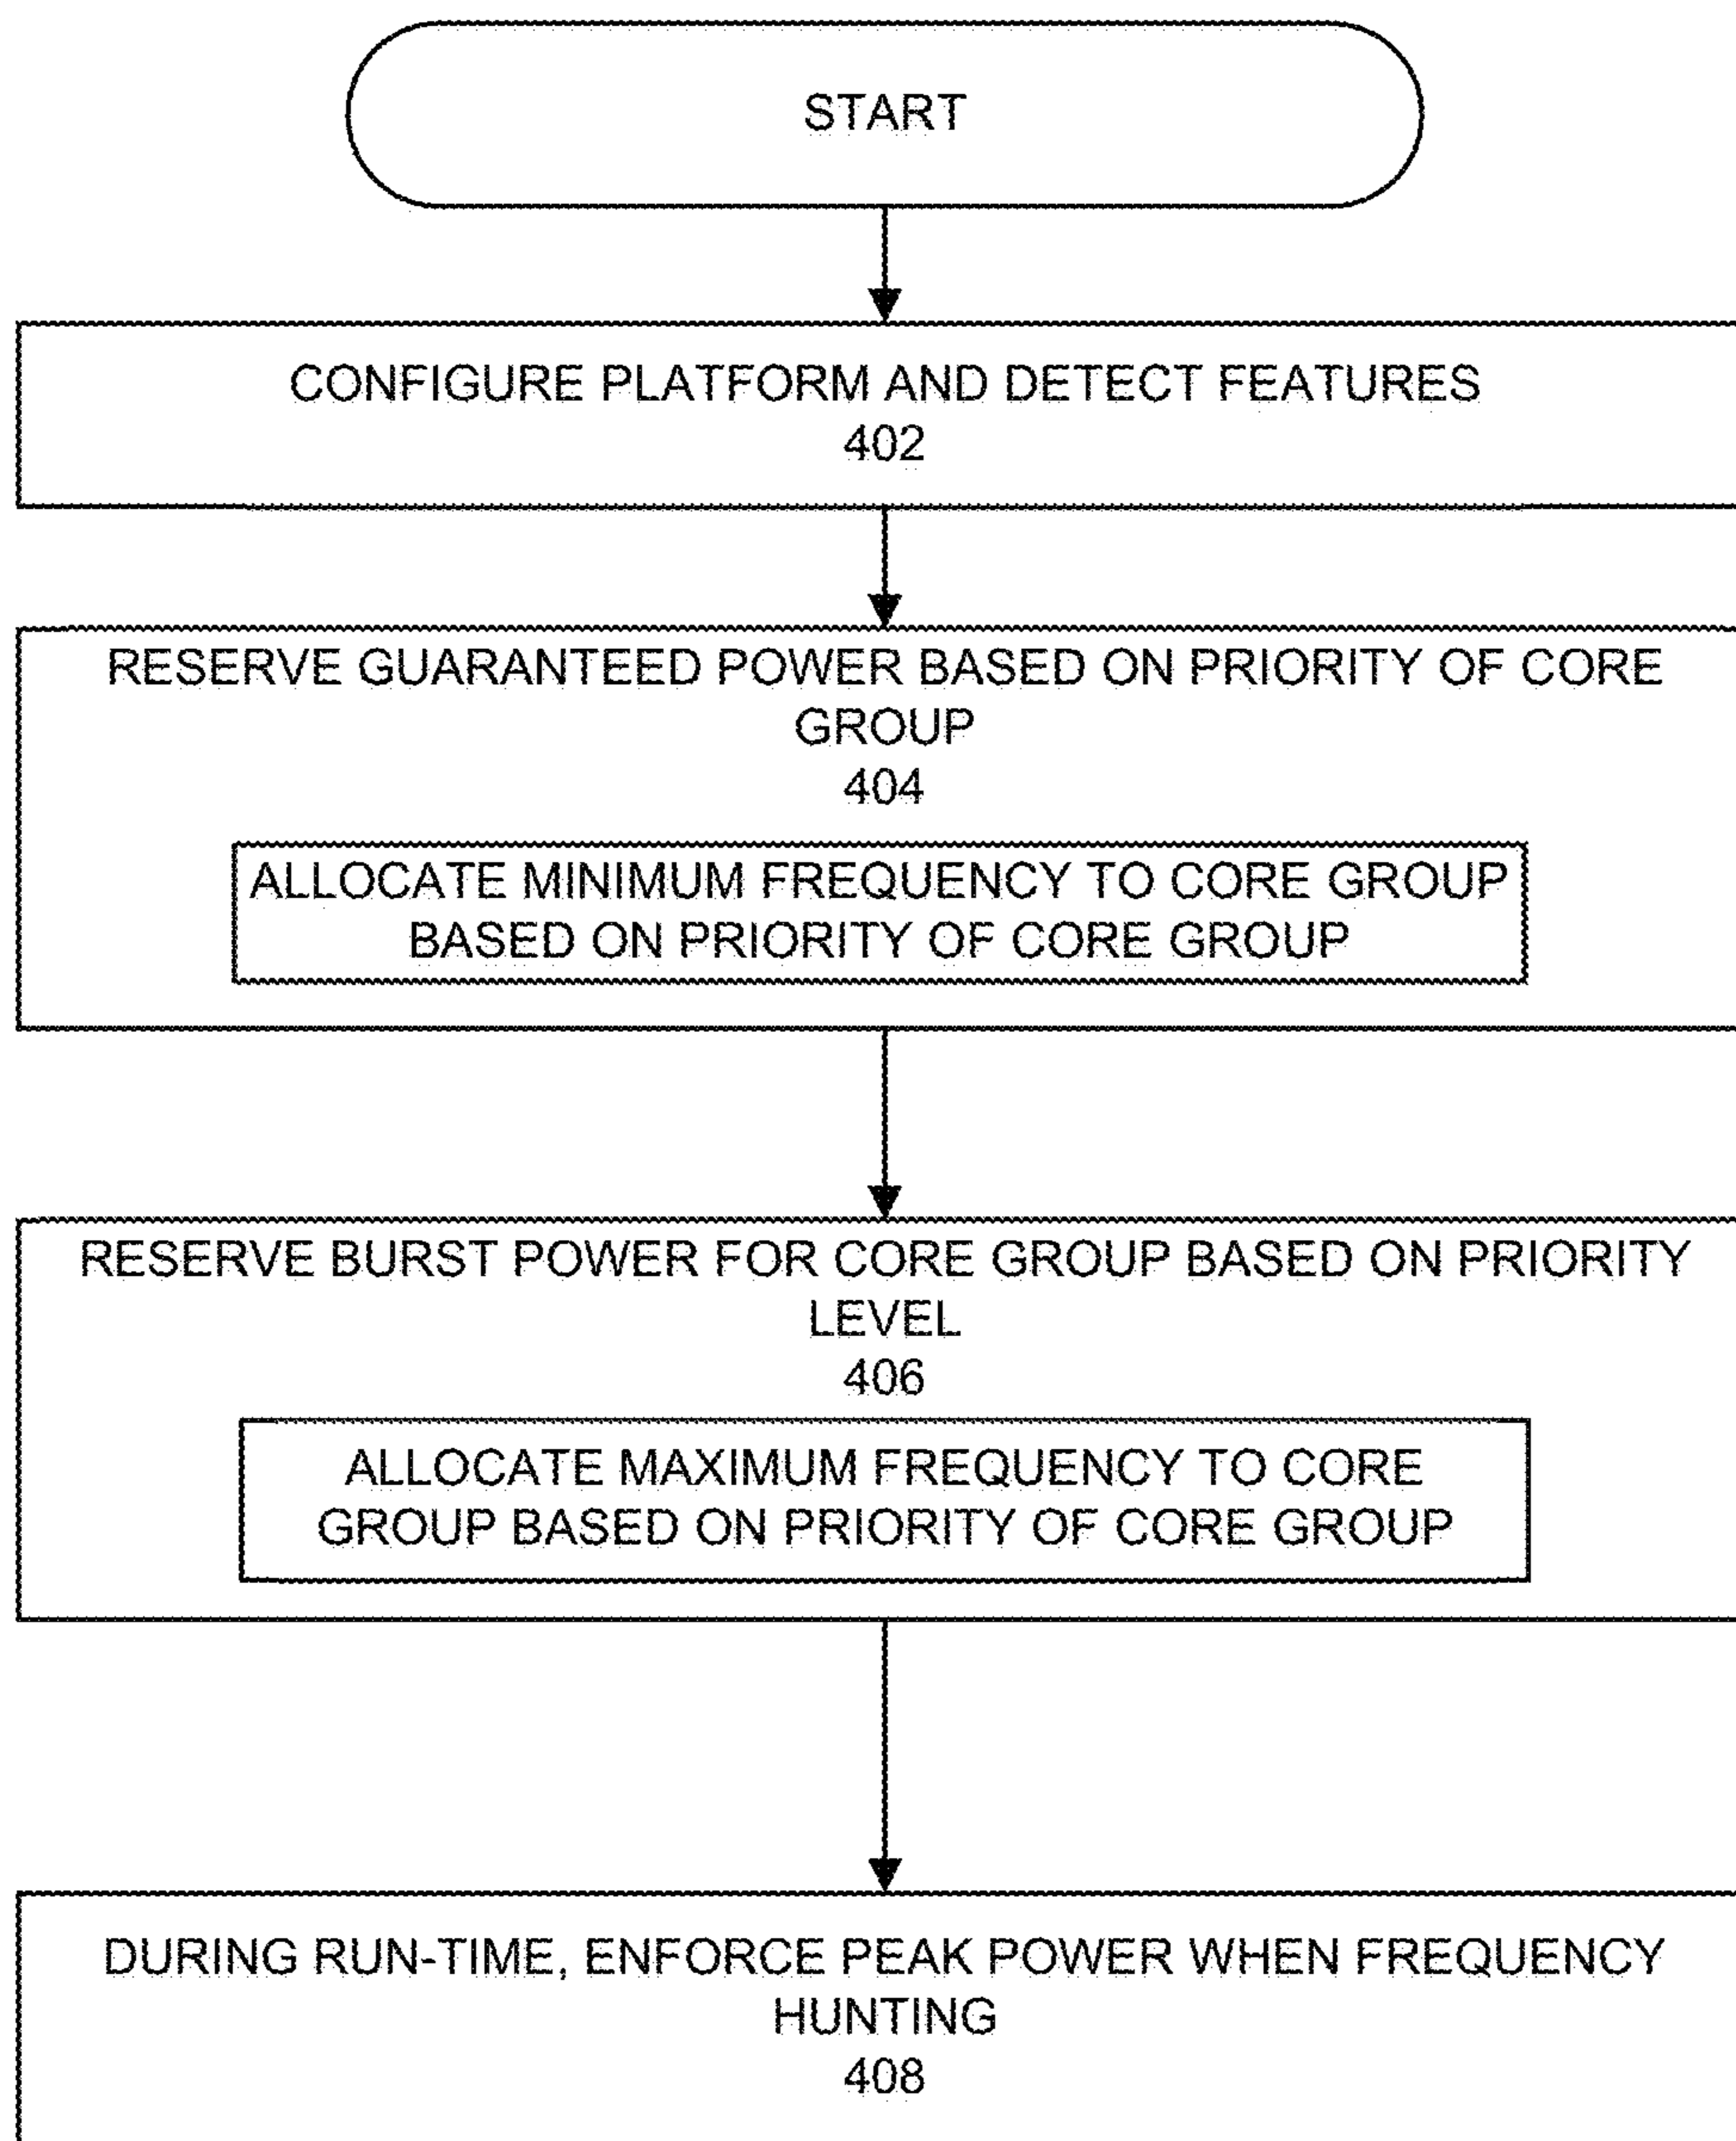 START
CONFIGURE PLATFORM AND DETECT FEATURES
402
RESERVE GUARANTEED POWER BASED ON PRIORITY OF CORE
GROUP
404
ALLOCATE MINIMUM FREQUENCY TO CORE GROUP
BASED ON PRIORITY OF CORE GROUP
RESERVE BURST POWER FOR CORE GROUP BASED ON PRIORITY
LEVEL
406
ALLOCATE MAXIMUM FREQUENCY TO CORE
GROUP BASED ON PRIORITY OF CORE GROUP
DURING RUN-TIME, ENFORCE PEAK POWER WHEN FREQUENCY
HUNTING
408